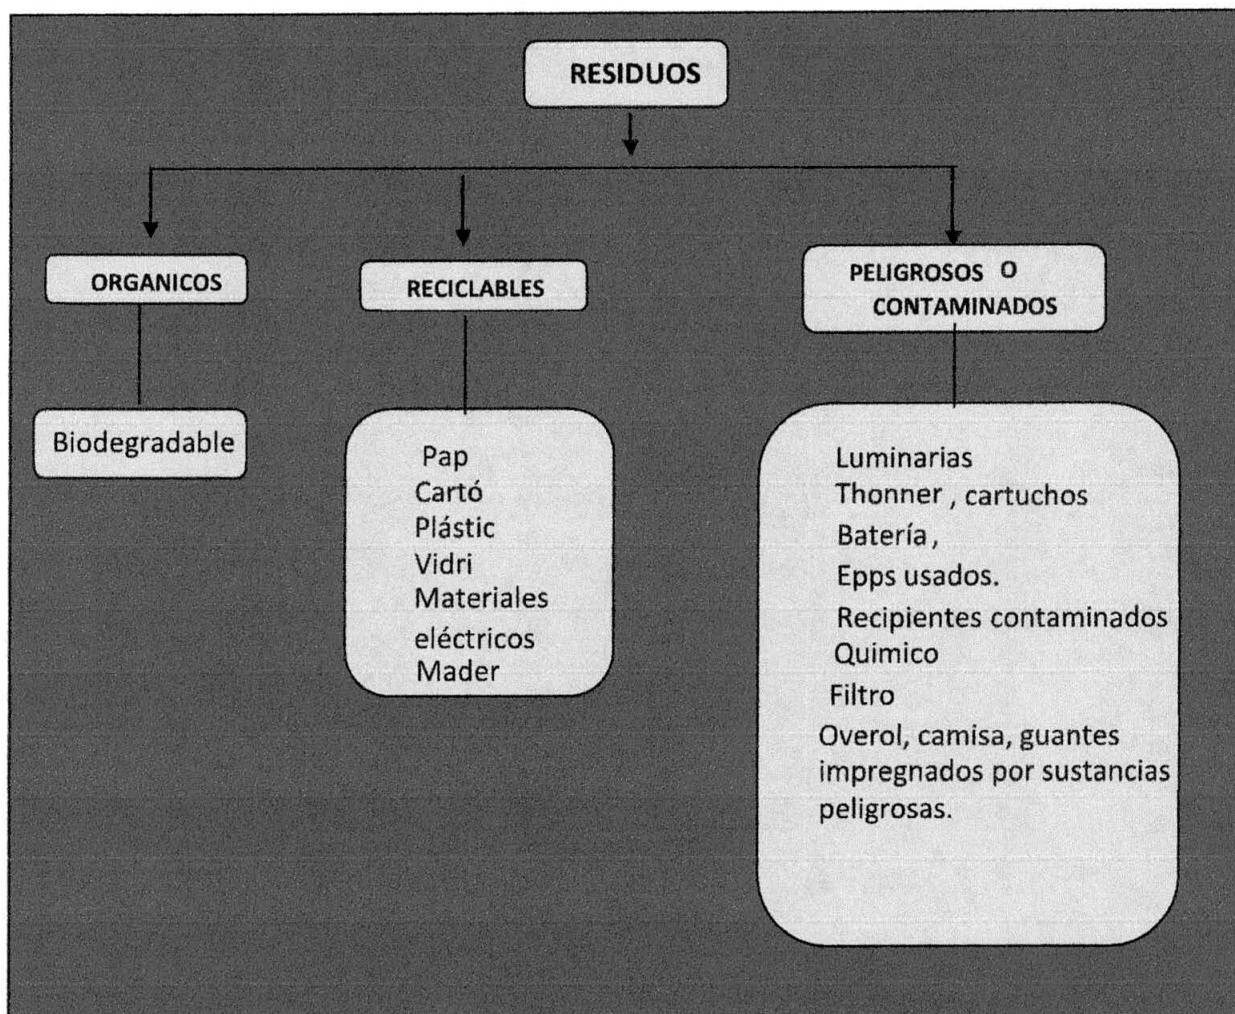 RESIDUOS
ORGANICOS
RECICLABLES
PELIGROSOS O
CONTAMINADOS
Biodegradable
Pap
Cartó
Plástic
Vidri
Materiales
eléctricos
Mader
Luminarias
Thonner , cartuchos
Batería,
Epps usados.
Recipientes contaminados
Quimico
Filtro
Overol, camisa, guantes
impregnados por sustancias
peligrosas.